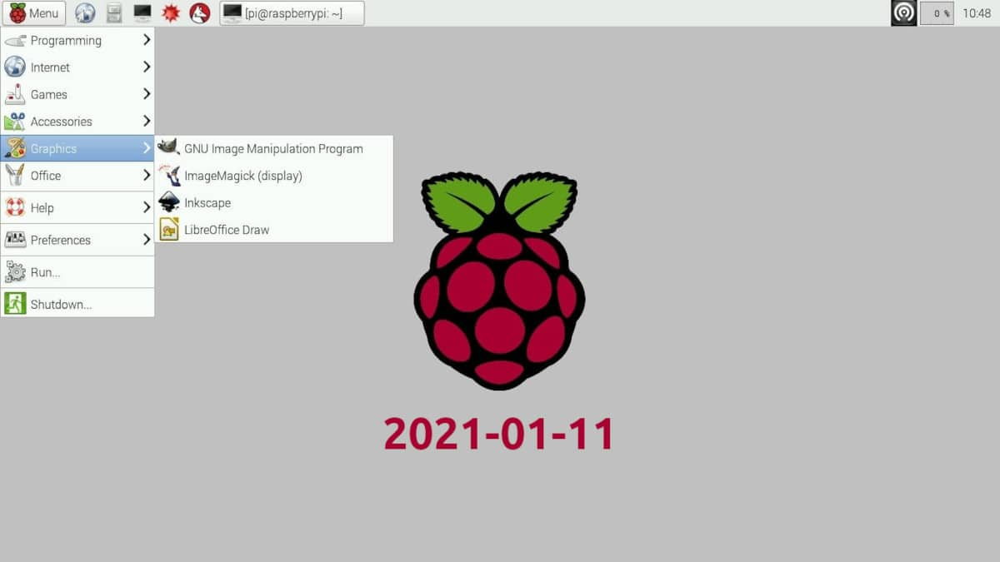 Menu
[pi@raspberrypi: ~]
0 %
10:48
Programming
Internet
Games
Accessories
Graphics
GNU Image Manipulation Program
Office
ImageMagick (display)
Inkscape
Help
LibreOffice Draw
Preferences
Run...
Shutdown...
2021-01-11